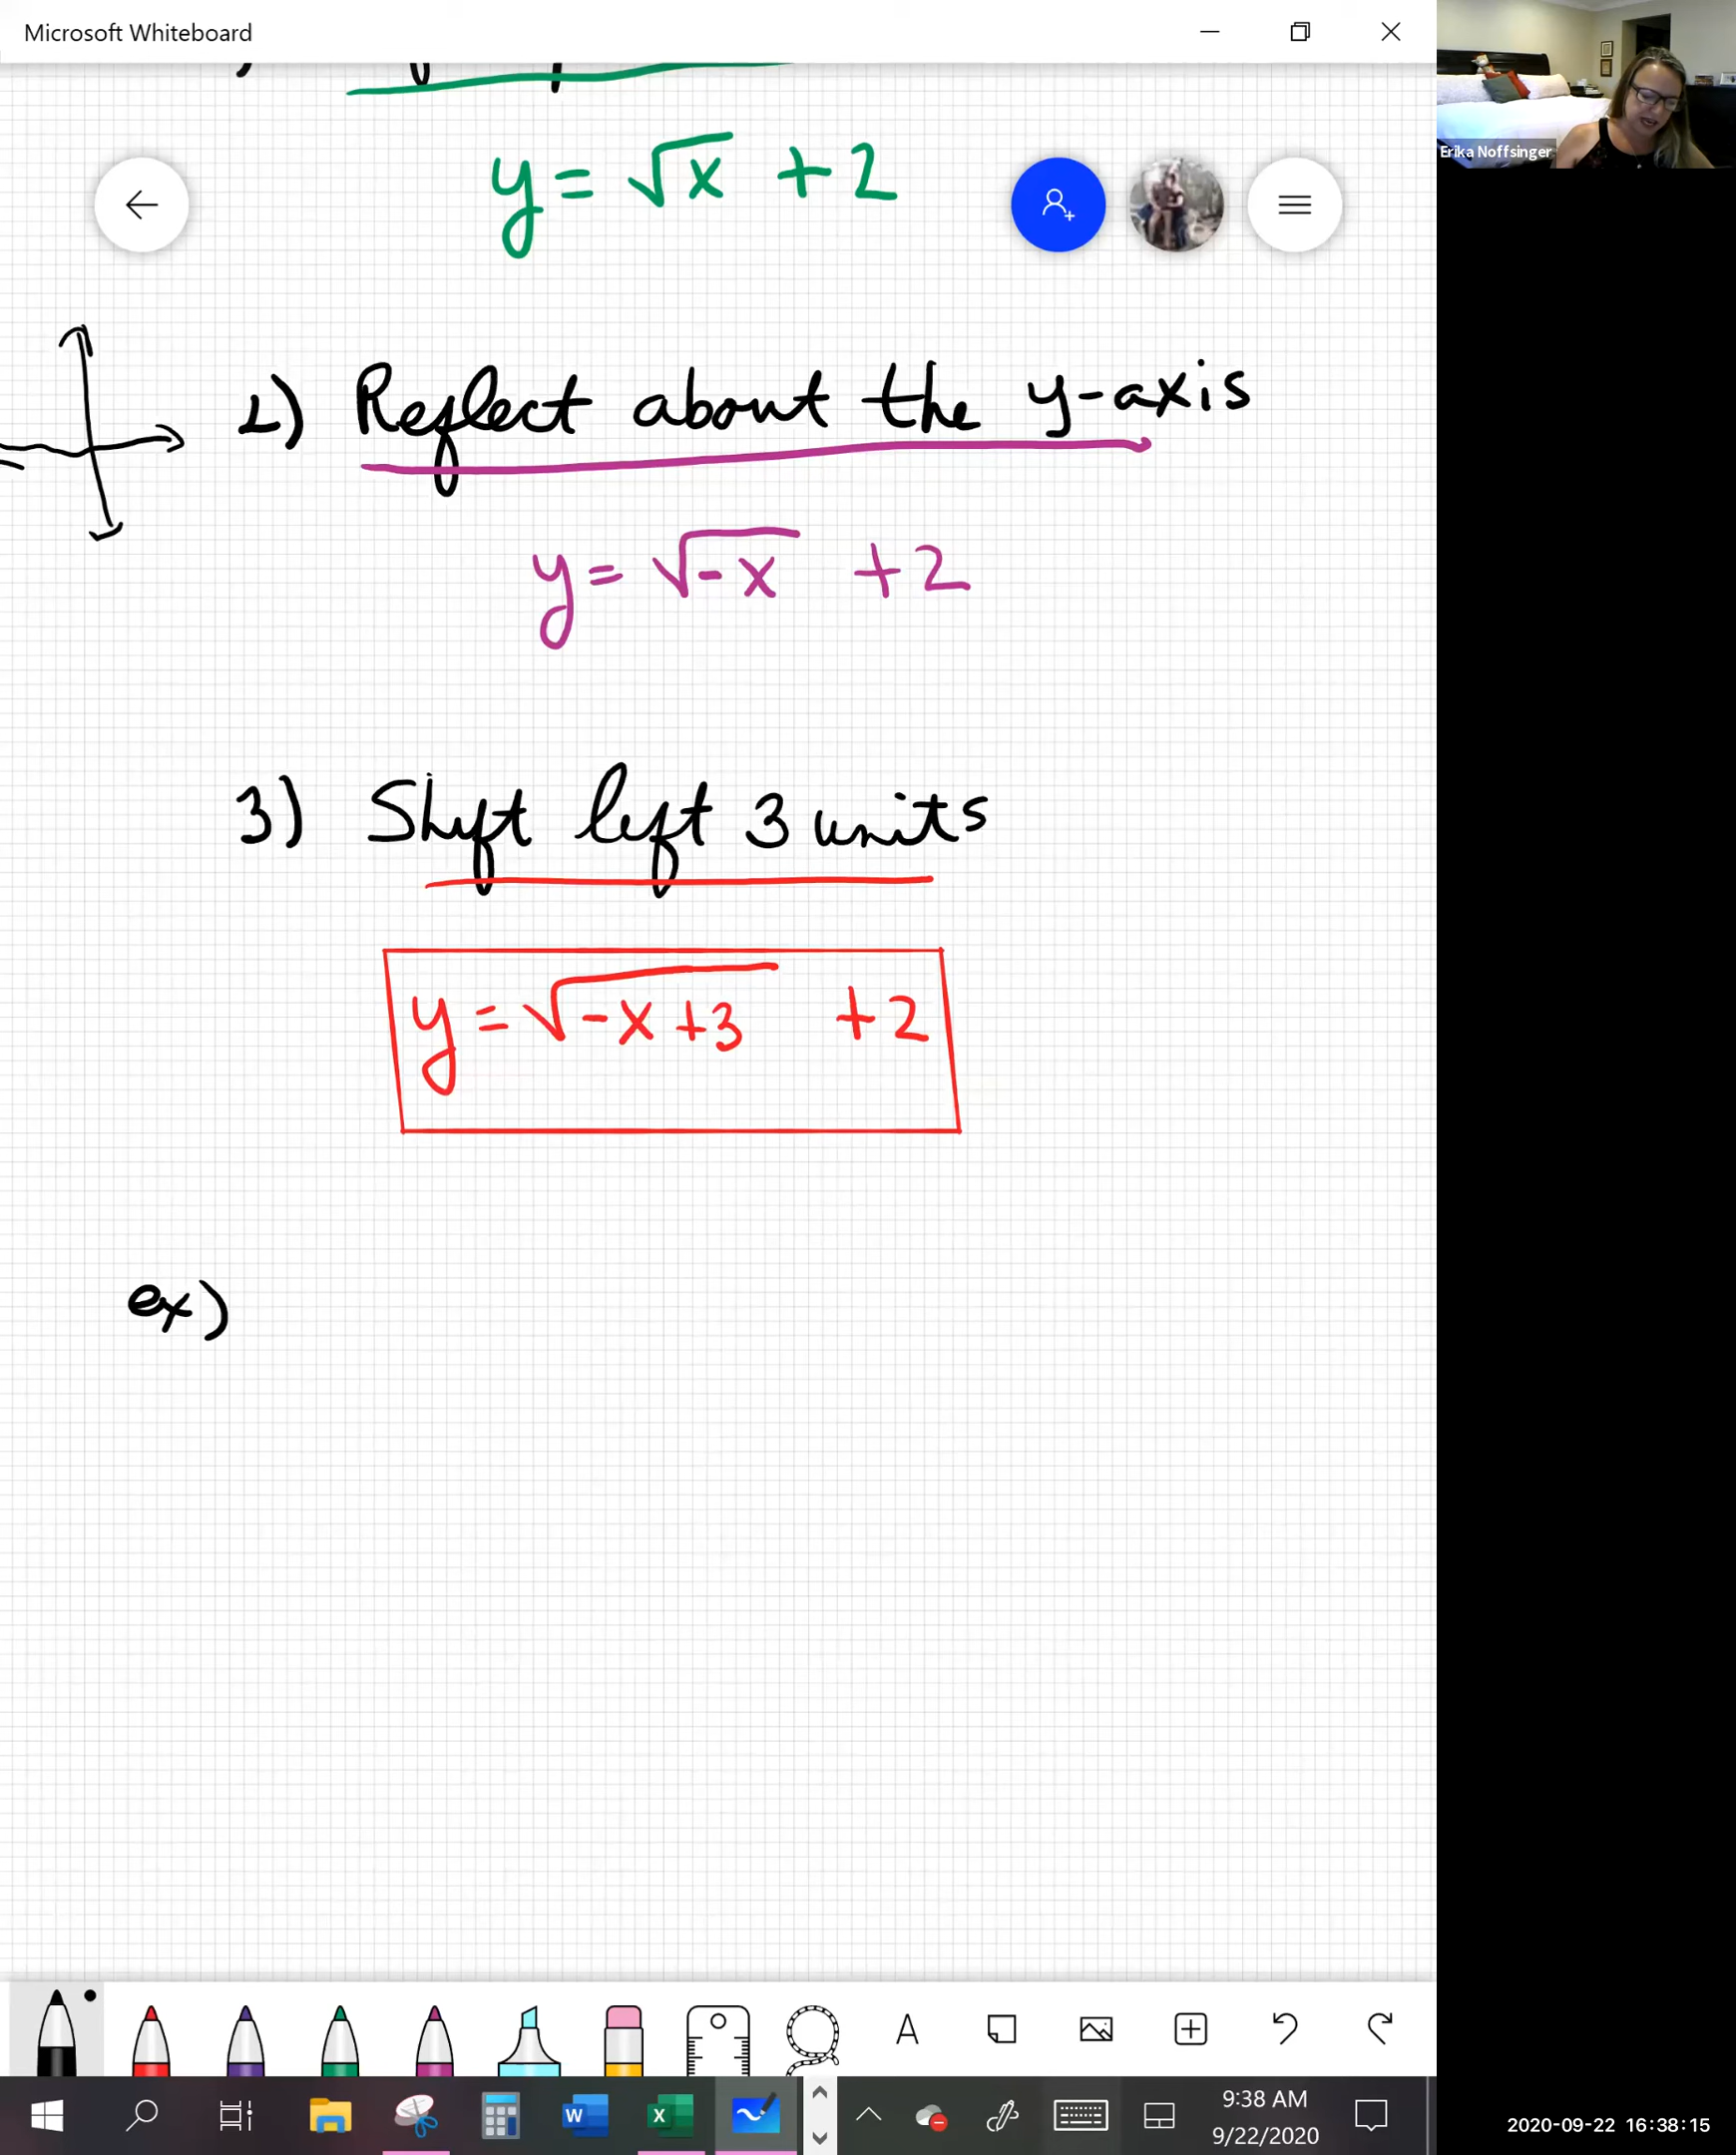 Microsoft Whiteboard
y = √x + 2
Erika Noffsinger
2) Reflect about the y-axis
y = √-x + 2
3) Shift left 3 units
y = √-x + 3 + 2
ex)
A
W
X
9:38 AM
9/22/2020
2020-09-22 16:38:15